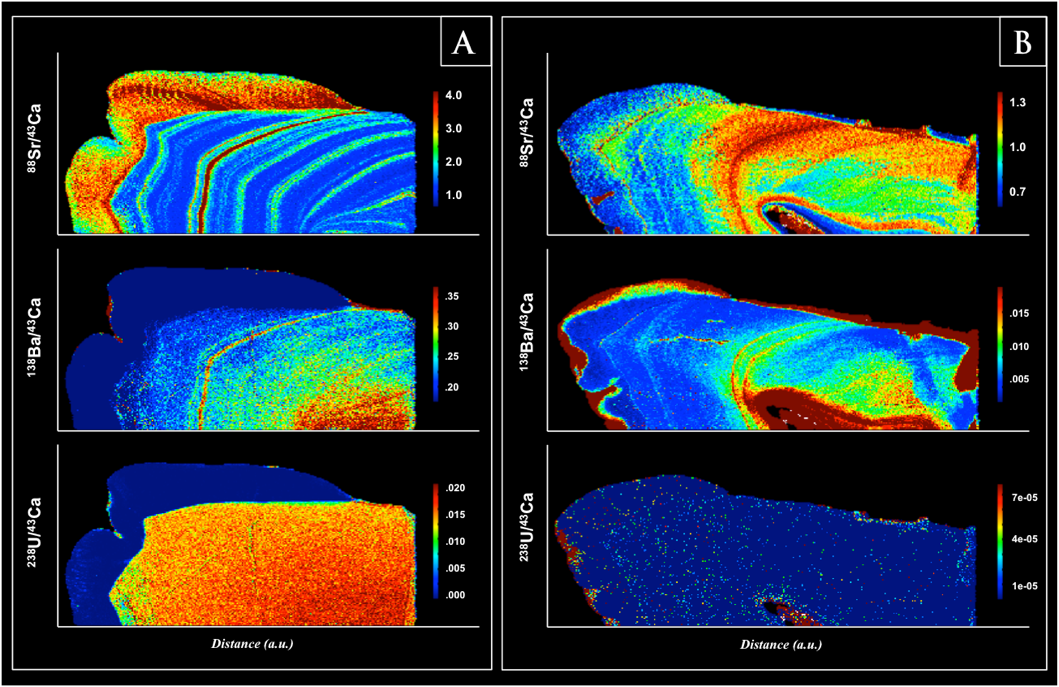 A
⁸⁸Sr/⁴³Ca
4.0
3.0
2.0
1.0
¹³⁸Ba/⁴³Ca
.35
.30
.25
.20
²³⁸U/⁴³Ca
.020
.015
.010
.005
.000
Distance (a.u.)
B
⁸⁸Sr/⁴³Ca
1.3
1.0
0.7
¹³⁸Ba/⁴³Ca
.015
.010
.005
²³⁸U/⁴³Ca
7e-05
4e-05
1e-05
Distance (a.u.)